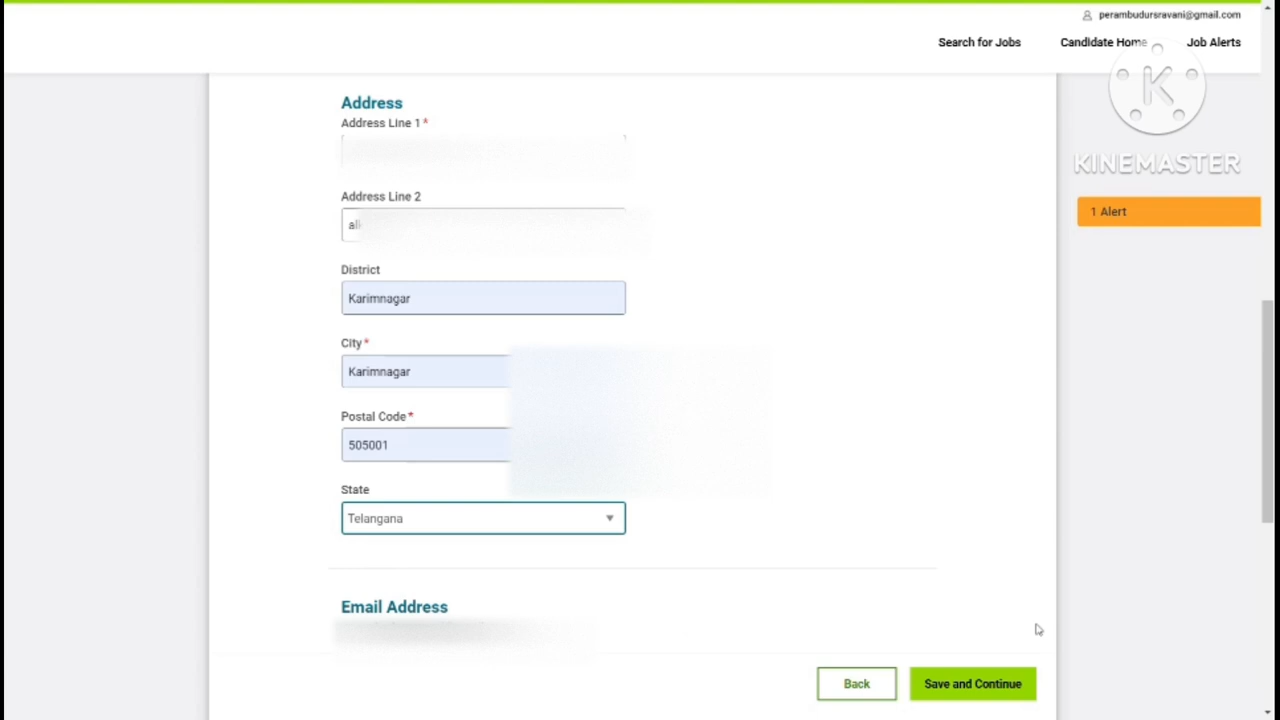 perambudursravani@gmail.com
Search for Jobs
Candidate Home
Job Alerts
K
KINEMASTER
1 Alert
Address
Address Line 1*
Address Line 2
District
Karimnagar
City*
Karimnagar
Postal Code*
505001
State
Telangana
Email Address
Back
Save and Continue